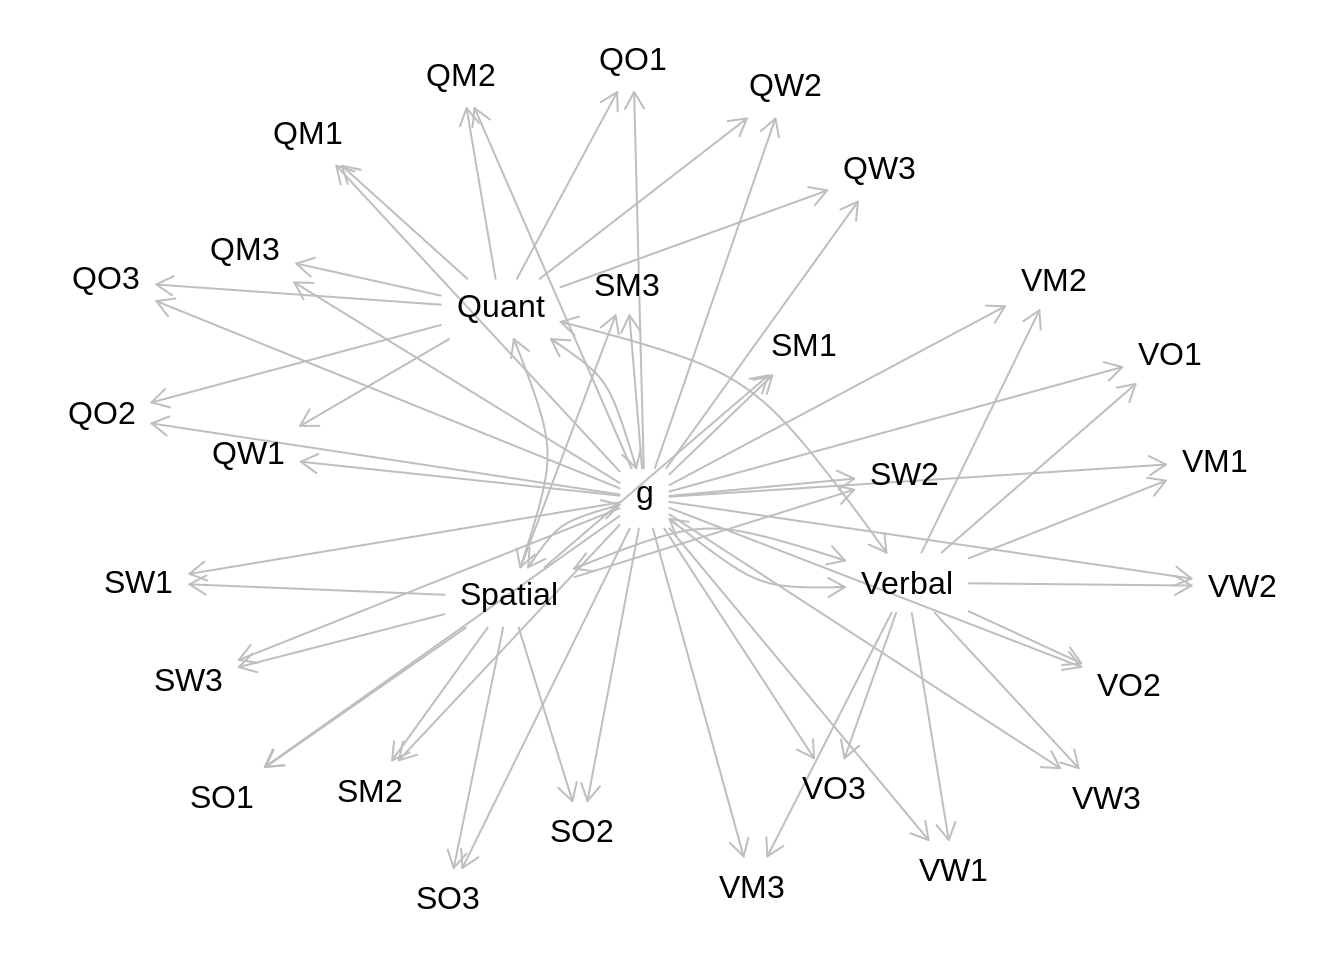 QO1
QM2
QW2
QM1
QW3
QM3
QO3
VM2
SM3
Quant
SM1
VO1
QO2
QW1
VM1
SW2
g
SW1
Verbal
VW2
Spatial
SW3
VO2
SO1
SM2
VO3
VW3
SO2
VW1
VM3
SO3